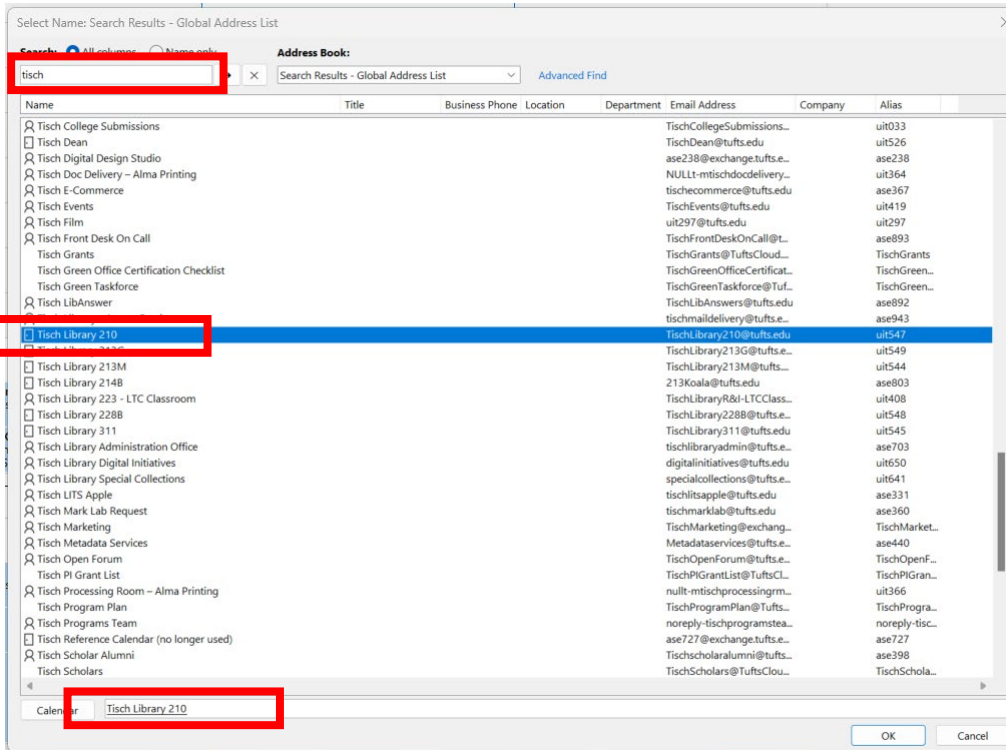 Select Name: Search Results - Global Address List
Search: All columns Name only Address Book:
tisch Search Results - Global Address List Advanced Find
Name Title Business Phone Location Department Email Address Company Alias
Tisch College Submissions TischCollegeSubmissions... uit033
Tisch Dean TischDean@tufts.edu uit526
Tisch Digital Design Studio ase238@exchange.tufts.e... ase238
Tisch Doc Delivery – Alma Printing NULLt-mtischdocdelivery... uit364
Tisch E-Commerce tischecommerce@tufts.edu ase367
Tisch Events TischEvents@tufts.edu uit419
Tisch Film uit297@tufts.edu uit297
Tisch Front Desk On Call TischFrontDeskOnCall@t... ase893
Tisch Grants TischGrants@TuftsCloud.... TischGrants
Tisch Green Office Certification Checklist TischGreenOfficeCertificat... TischGreen...
Tisch Green Taskforce TischGreenTaskforce@Tuf... TischGreen...
Tisch LibAnswer TischLibAnswers@tufts.edu ase892
tischmaildelivery@tufts.e... ase943
Tisch Library 210 TischLibrary210@tufts.edu uit547
Tisch Library 213G TischLibrary213G@tufts.e... uit549
Tisch Library 213M TischLibrary213M@tufts.... uit544
Tisch Library 214B 213Koala@tufts.edu ase803
Tisch Library 223 - LTC Classroom TischLibraryR&I-LTCClass... uit408
Tisch Library 228B TischLibrary228B@tufts.e... uit548
Tisch Library 311 TischLibrary311@tufts.edu uit545
Tisch Library Administration Office tischlibraryadmin@tufts.e... ase703
Tisch Library Digital Initiatives digitalinitiatives@tufts.edu uit650
Tisch Library Special Collections specialcollections@tufts.e... uit641
Tisch LITS Apple tischlitsapple@tufts.edu ase331
Tisch Mark Lab Request tischmarklab@tufts.edu ase360
Tisch Marketing TischMarketing@exchang... TischMarket...
Tisch Metadata Services Metadataservices@tufts.e... ase440
Tisch Open Forum TischOpenForum@tufts.e... TischOpenF...
Tisch PI Grant List TischPIGrantList@TuftsCl... TischPIGran...
Tisch Processing Room – Alma Printing nullt-mtischprocessingrm... uit366
Tisch Program Plan TischProgramPlan@Tufts... TischProgra...
Tisch Programs Team noreply-tischprogramstea... noreply-tisc...
Tisch Reference Calendar (no longer used) ase727@exchange.tufts.e... ase727
Tisch Scholar Alumni Tischscholaralumni@tufts... ase398
Tisch Scholars TischScholars@TuftsClou... TischSchola...
Calendar Tisch Library 210
OK Cancel